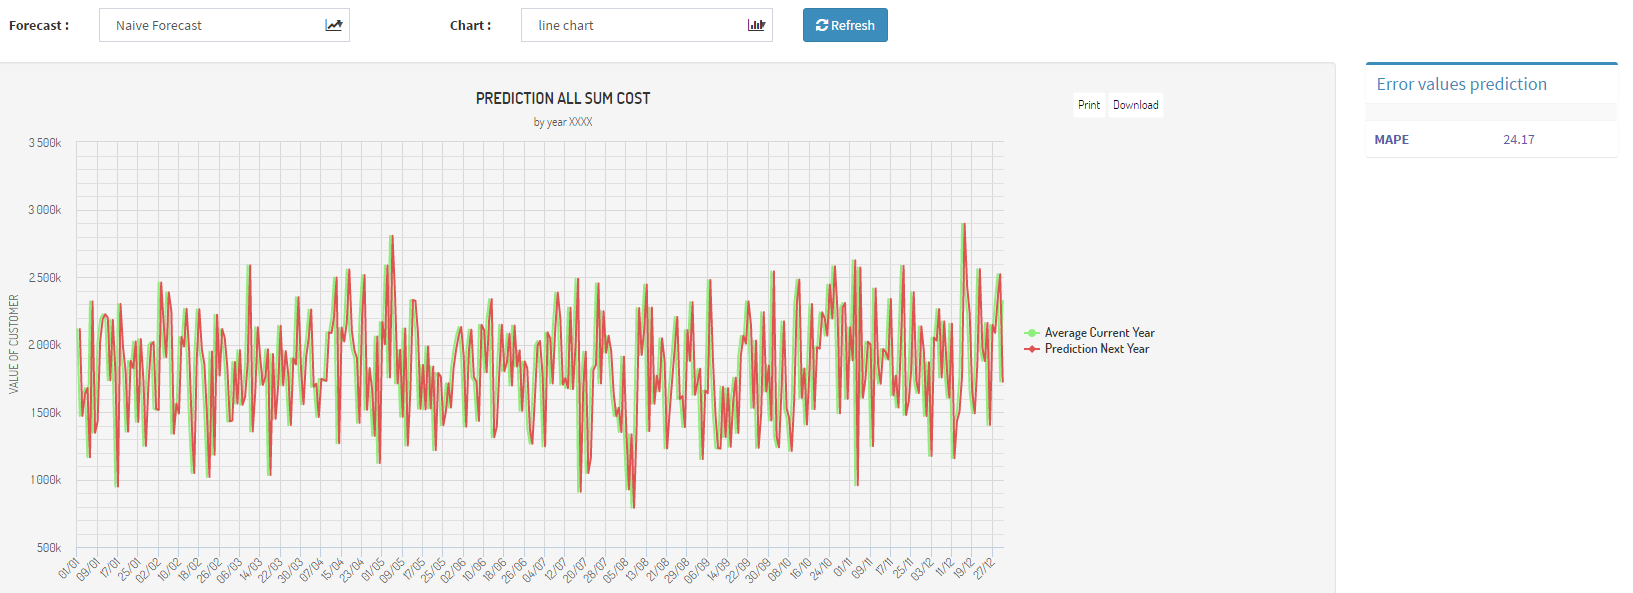 Forecast : Naive Forecast Chart : line chart Refresh
PREDICTION ALL SUM COST
by year XXXX
Print Download
Error values prediction
MAPE 24.17
VALUE OF CUSTOMER
3 500k
3 000k
2 500k
2 000k
1 500k
1 000k
500k
Average Current Year
Prediction Next Year
01/01 09/01 17/01 25/01 02/02 10/02 18/02 26/02 06/03 14/03 22/03 30/03 07/04 15/04 23/04 01/05 09/05 17/05 25/05 02/06 10/06 18/06 26/06 04/07 12/07 20/07 28/07 05/08 13/08 21/08 29/08 06/09 14/09 22/09 30/09 08/10 16/10 24/10 01/11 09/11 17/11 25/11 03/12 11/12 19/12 27/12